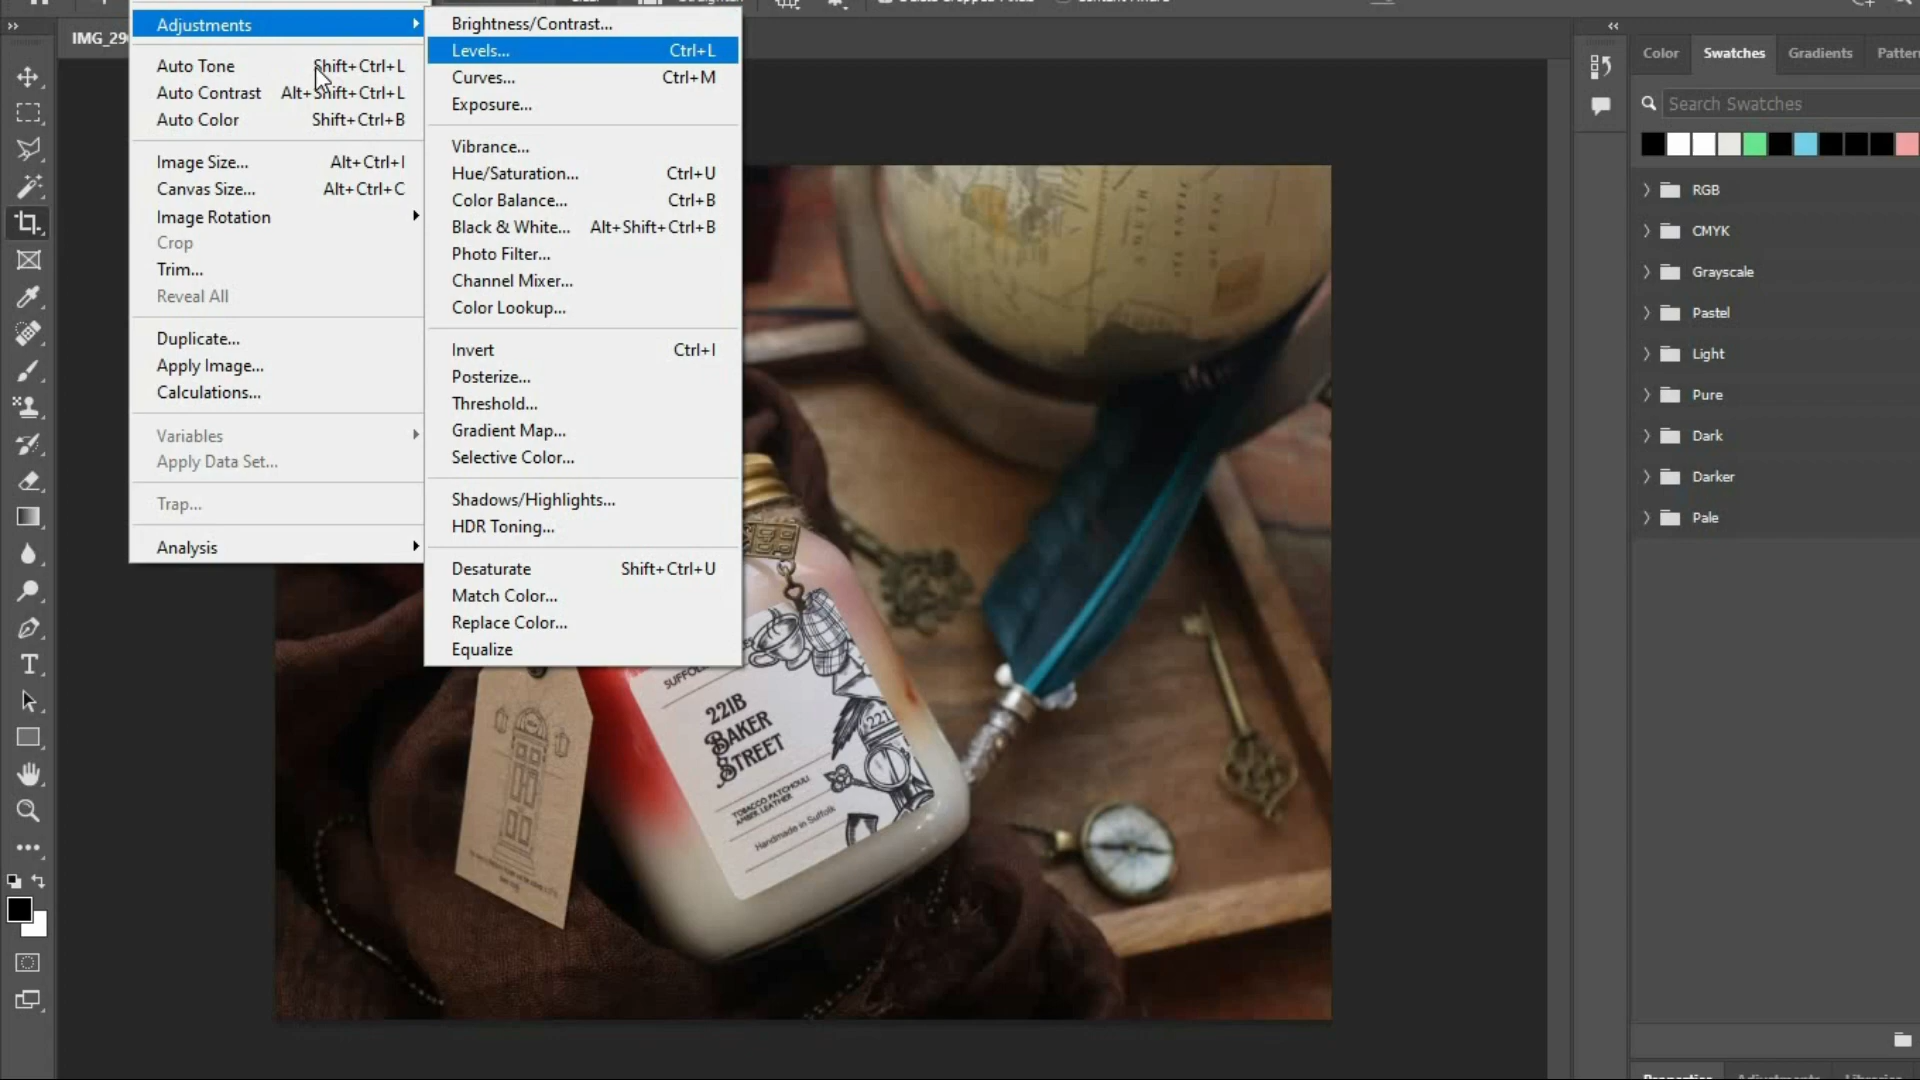 Adjustments
Auto Tone Shift+Ctrl+L
Auto Contrast Alt+Shift+Ctrl+L
Auto Color Shift+Ctrl+B
Image Size... Alt+Ctrl+I
Canvas Size... Alt+Ctrl+C
Image Rotation
Crop
Trim...
Reveal All
Duplicate...
Apply Image...
Calculations...
Variables
Apply Data Set...
Trap...
Analysis
Brightness/Contrast...
Levels... Ctrl+L
Curves... Ctrl+M
Exposure...
Vibrance...
Hue/Saturation... Ctrl+U
Color Balance... Ctrl+B
Black & White... Alt+Shift+Ctrl+B
Photo Filter...
Channel Mixer...
Color Lookup...
Invert Ctrl+I
Posterize...
Threshold...
Gradient Map...
Selective Color...
Shadows/Highlights...
HDR Toning...
Desaturate Shift+Ctrl+U
Match Color...
Replace Color...
Equalize
IMG_29
Color Swatches Gradients Pattern
Search Swatches
RGB
CMYK
Grayscale
Pastel
Light
Pure
Dark
Darker
Pale
221B
BAKER
STREET
TOBACCO PATCHOULI
AMBER LEATHER
Handmade in Suffolk
221